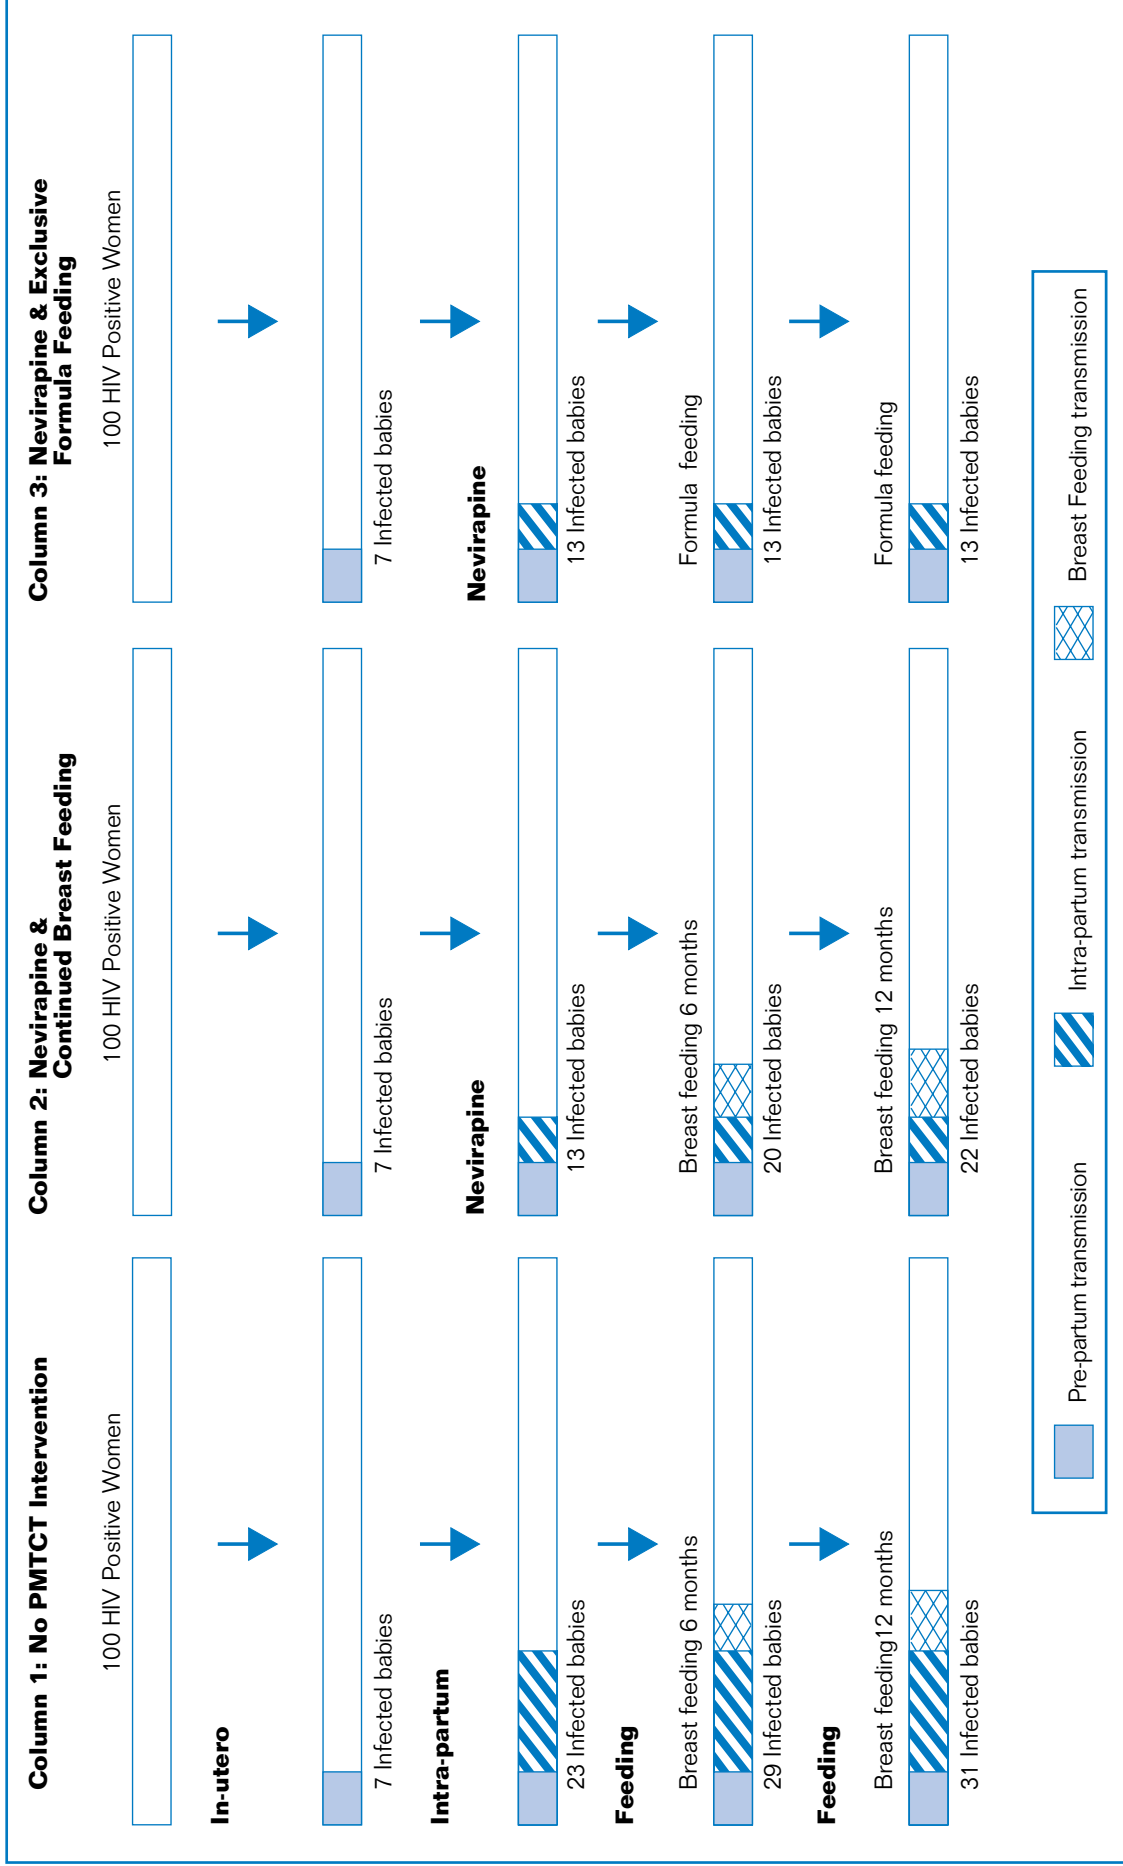 Column 1: No PMTCT Intervention
100 HIV Positive Women
In-utero
7 Infected babies
Intra-partum
23 Infected babies
Feeding
Breast feeding 6 months
29 Infected babies
Feeding
Breast feeding12 months
31 Infected babies
Column 2: Nevirapine &
Continued Breast Feeding
100 HIV Positive Women
7 Infected babies
Nevirapine
13 Infected babies
Breast feeding 6 months
20 Infected babies
Breast feeding 12 months
22 Infected babies
Column 3: Nevirapine & Exclusive
Formula Feeding
100 HIV Positive Women
7 Infected babies
Nevirapine
13 Infected babies
Formula feeding
13 Infected babies
Formula feeding
13 Infected babies
Pre-partum transmission
Intra-partum transmission
Breast Feeding transmission